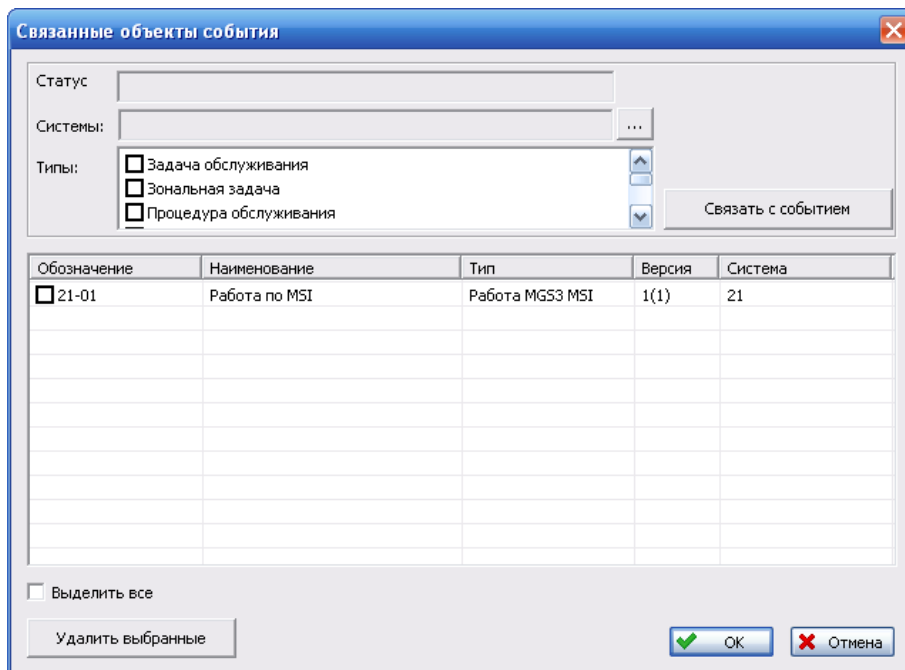 Связанные объекты события
Статус
Системы: ...
Типы:
Задача обслуживания
Зональная задача
Процедура обслуживания
Связать с событием
Обозначение Наименование Тип Версия Система
21-01 Работа по MSI Работа MGS3 MSI 1(1) 21
Выделить все
Удалить выбранные OK Отмена